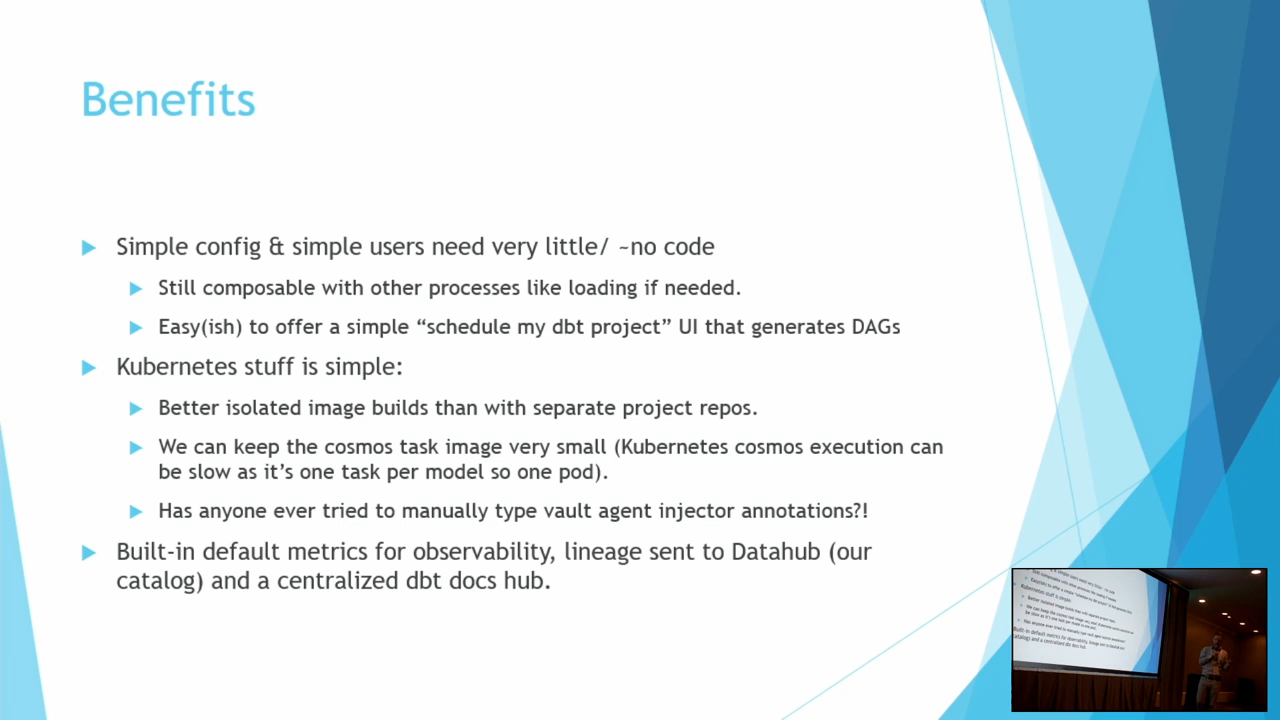 Benefits
Simple config & simple users need very little/ ~no code
Still composable with other processes like loading if needed.
Easy(ish) to offer a simple “schedule my dbt project” UI that generates DAGs
Kubernetes stuff is simple:
Better isolated image builds than with separate project repos.
We can keep the cosmos task image very small (Kubernetes cosmos execution can
be slow as it’s one task per model so one pod).
Has anyone ever tried to manually type vault agent injector annotations?!
Built-in default metrics for observability, lineage sent to Datahub (our
catalog) and a centralized dbt docs hub.